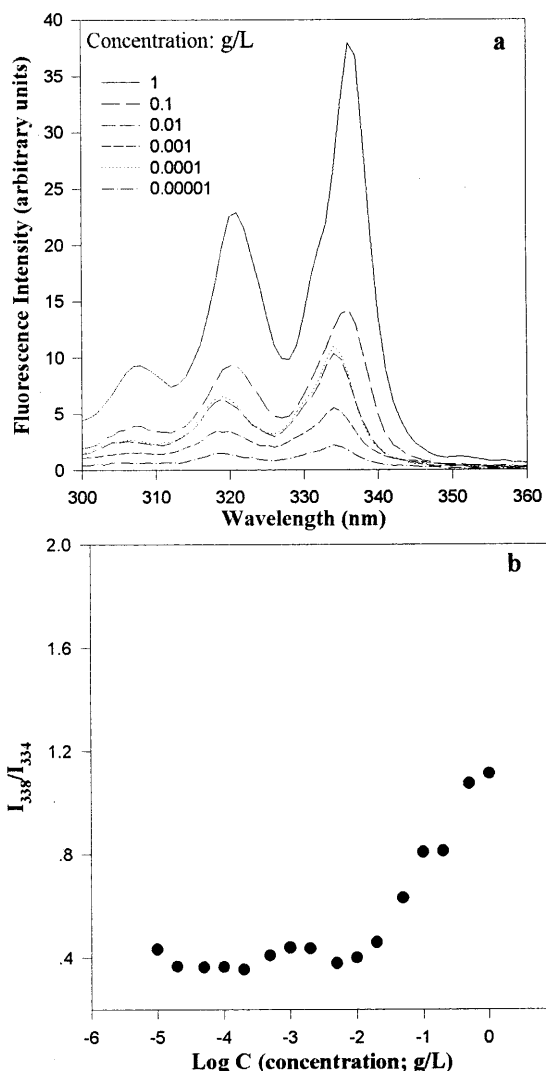 40
Concentration: g/L
a
1
0.1
0.01
0.001
0.0001
0.00001
35
30
25
20
15
10
5
0
Fluorescence Intensity (arbitrary units)
300 310 320 330 340 350 360
Wavelength (nm)
2.0
b
1.6
1.2
.8
.4
I338/I334
-6 -5 -4 -3 -2 -1 0
Log C (concentration; g/L)